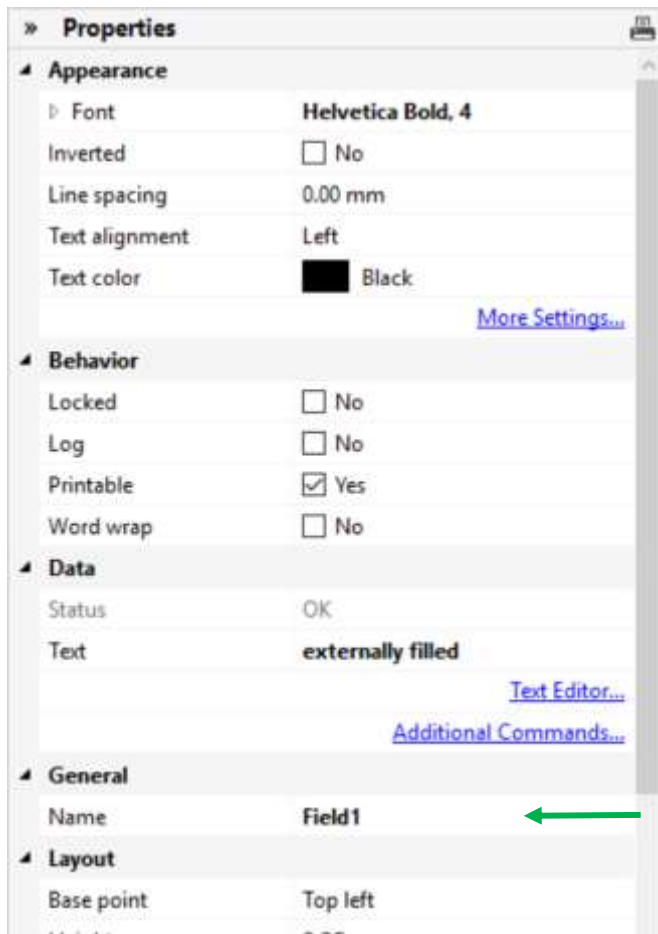 » Properties
Appearance
Font Helvetica Bold, 4
Inverted No
Line spacing 0.00 mm
Text alignment Left
Text color Black
More Settings...
Behavior
Locked No
Log No
Printable Yes
Word wrap No
Data
Status OK
Text externally filled
Text Editor...
Additional Commands...
General
Name Field1
Layout
Base point Top left